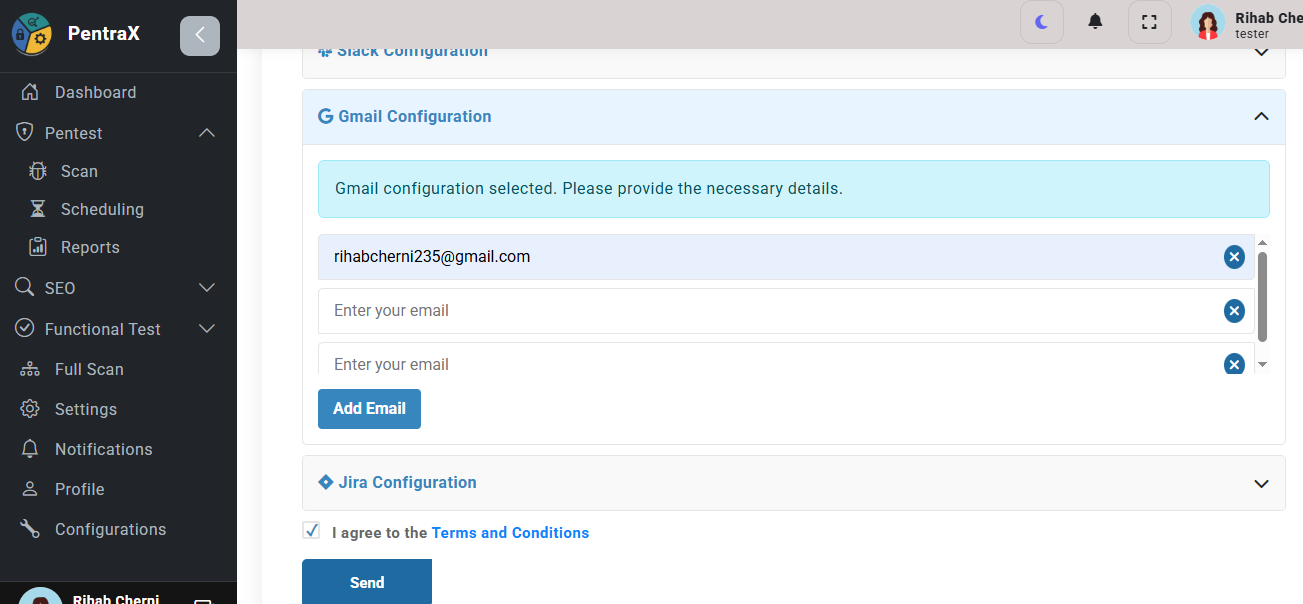 PentraX
Rihab Che
tester
Dashboard
Pentest
Scan
Scheduling
Reports
SEO
Functional Test
Full Scan
Settings
Notifications
Profile
Configurations
Rihab Cherni
Slack Configuration
Gmail Configuration
Gmail configuration selected. Please provide the necessary details.
rihabcherni235@gmail.com
Enter your email
Enter your email
Add Email
Jira Configuration
I agree to the Terms and Conditions
Send